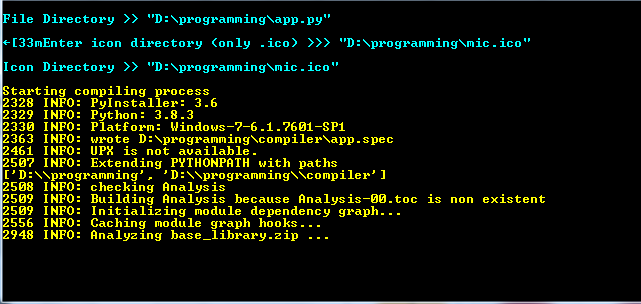 File Directory >> "D:\programming\app.py"
←[33mEnter icon directory (only .ico) >>> "D:\programming\mic.ico"
Icon Directory >> "D:\programming\mic.ico"
Starting compiling process
2328 INFO: PyInstaller: 3.6
2329 INFO: Python: 3.8.3
2330 INFO: Platform: Windows-7-6.1.7601-SP1
2363 INFO: wrote D:\programming\compiler\app.spec
2461 INFO: UPX is not available.
2507 INFO: Extending PYTHONPATH with paths
['D:\\programming', 'D:\\programming\\compiler']
2508 INFO: checking Analysis
2509 INFO: Building Analysis because Analysis-00.toc is non existent
2509 INFO: Initializing module dependency graph...
2556 INFO: Caching module graph hooks...
2948 INFO: Analyzing base_library.zip ...